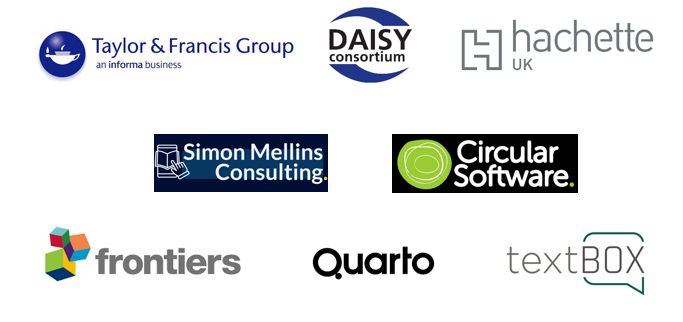 Taylor & Francis Group
an informa business
DAISY
consortium
hachette
UK
Simon Mellins
Consulting.
Circular
Software.
frontiers
Quarto
textBOX